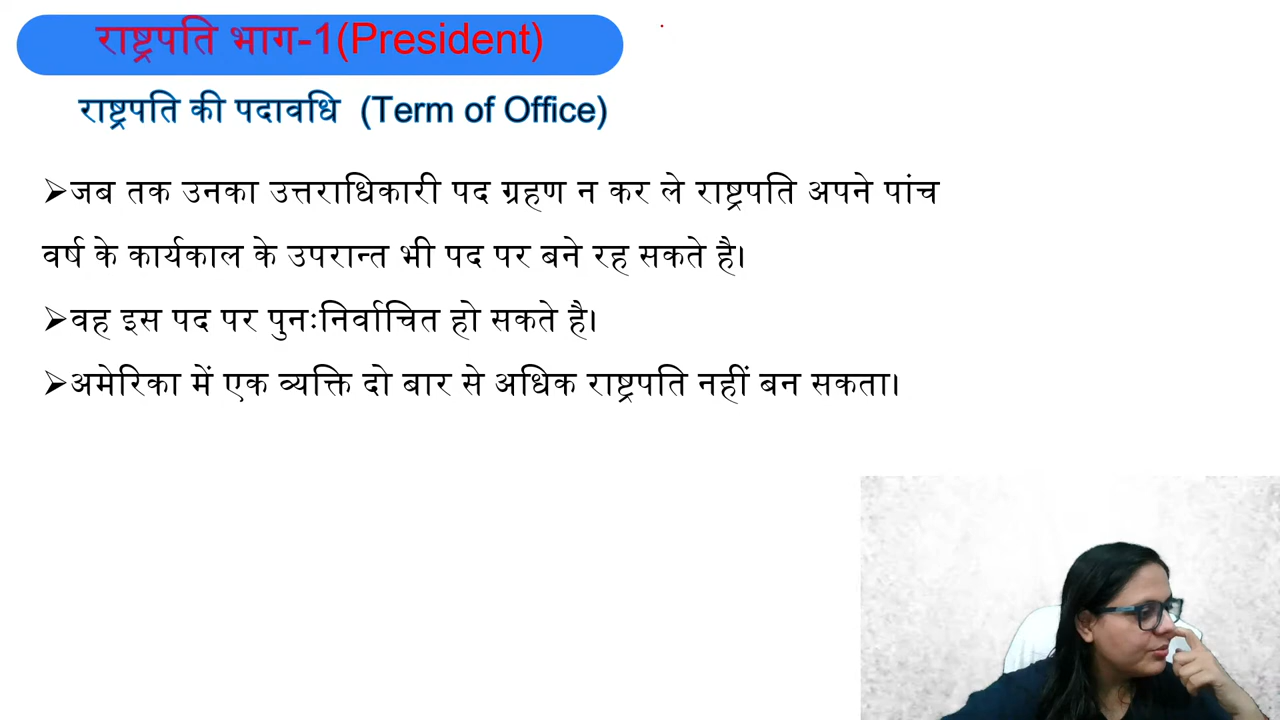 राष्ट्रपति भाग-1(President)
राष्ट्रपति की पदावधि (Term of Office)
➢जब तक उनका उत्तराधिकारी पद ग्रहण न कर ले राष्ट्रपति अपने पांच
वर्ष के कार्यकाल के उपरान्त भी पद पर बने रह सकते है।
➢वह इस पद पर पुनःनिर्वाचित हो सकते है।
➢अमेरिका में एक व्यक्ति दो बार से अधिक राष्ट्रपति नहीं बन सकता।